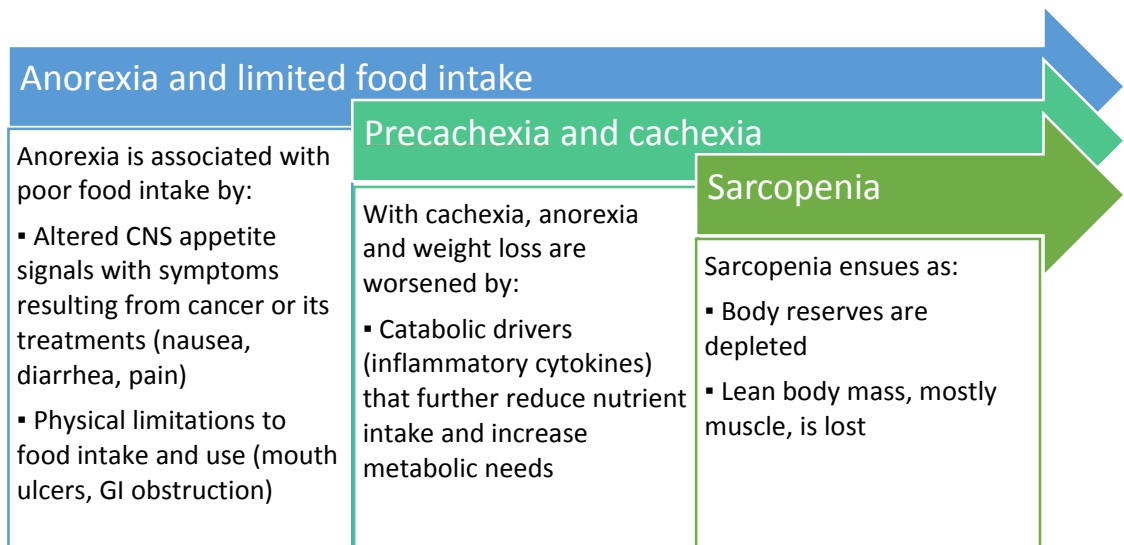 Anorexia and limited food intake
Anorexia is associated with
poor food intake by:
▪ Altered CNS appetite
signals with symptoms
resulting from cancer or its
treatments (nausea,
diarrhea, pain)
▪ Physical limitations to
food intake and use (mouth
ulcers, GI obstruction)
Precachexia and cachexia
With cachexia, anorexia
and weight loss are
worsened by:
▪ Catabolic drivers
(inflammatory cytokines)
that further reduce nutrient
intake and increase
metabolic needs
Sarcopenia
Sarcopenia ensues as:
▪ Body reserves are
depleted
▪ Lean body mass, mostly
muscle, is lost